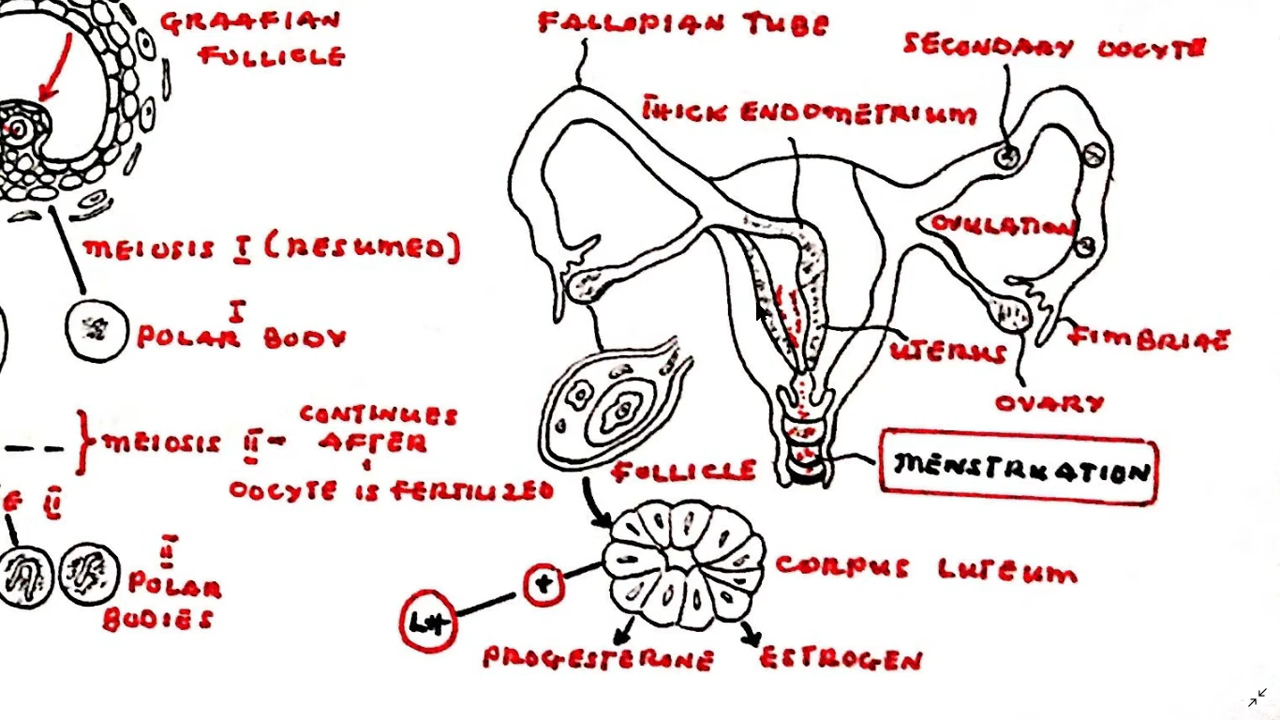 GRAAFIAN
FOLLICLE
MEIOSIS I (RESUMED)
I
POLAR BODY
MEIOSIS II -
CONTINUES
AFTER
OOCYTE IS FERTILIZED
II
II
POLAR
BODIES
FALLOPIAN TUBE
SECONDARY OOCYTE
THICK ENDOMETRIUM
OVULATION
FIMBRIAE
UTERUS
OVARY
MENSTRUATION
FOLLICLE
CORPUS LUTEUM
+
LH
PROGESTERONE
ESTROGEN